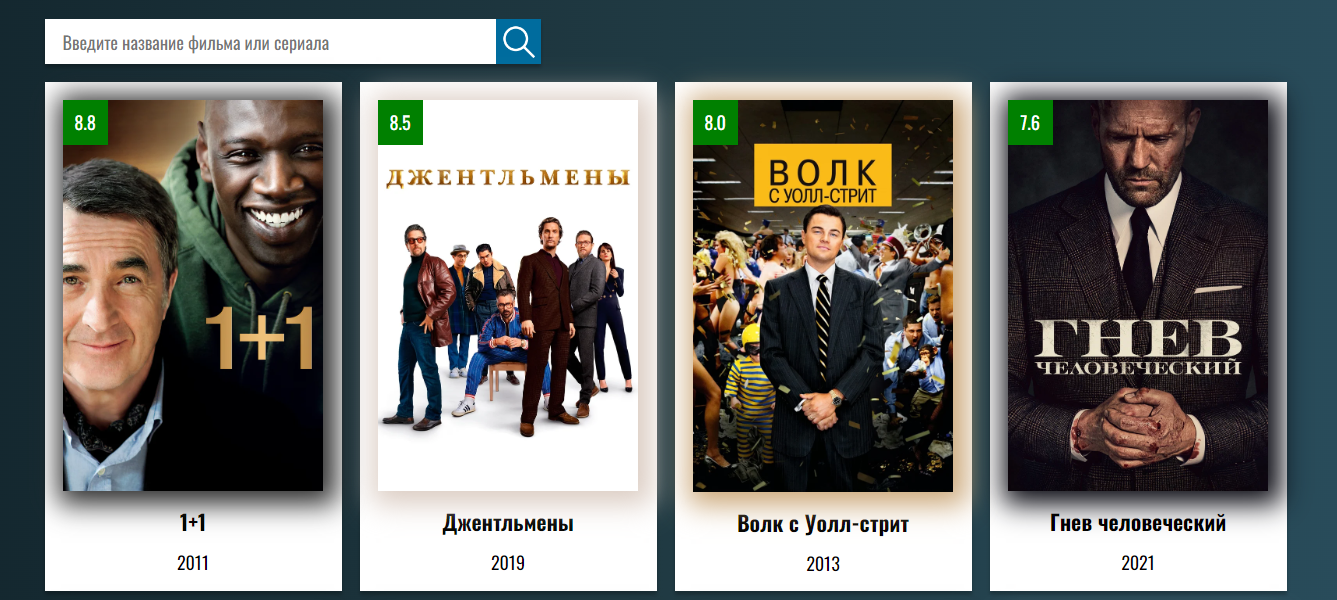 Введите название фильма или сериала
8.8
1+1
1+1
2011
8.5
ДЖЕНТЛЬМЕНЫ
Джентльмены
2019
8.0
ВОЛК
С УОЛЛ-СТРИТ
Волк с Уолл-стрит
2013
7.6
ГНЕВ
ЧЕЛОВЕЧЕСКИЙ
Гнев человеческий
2021